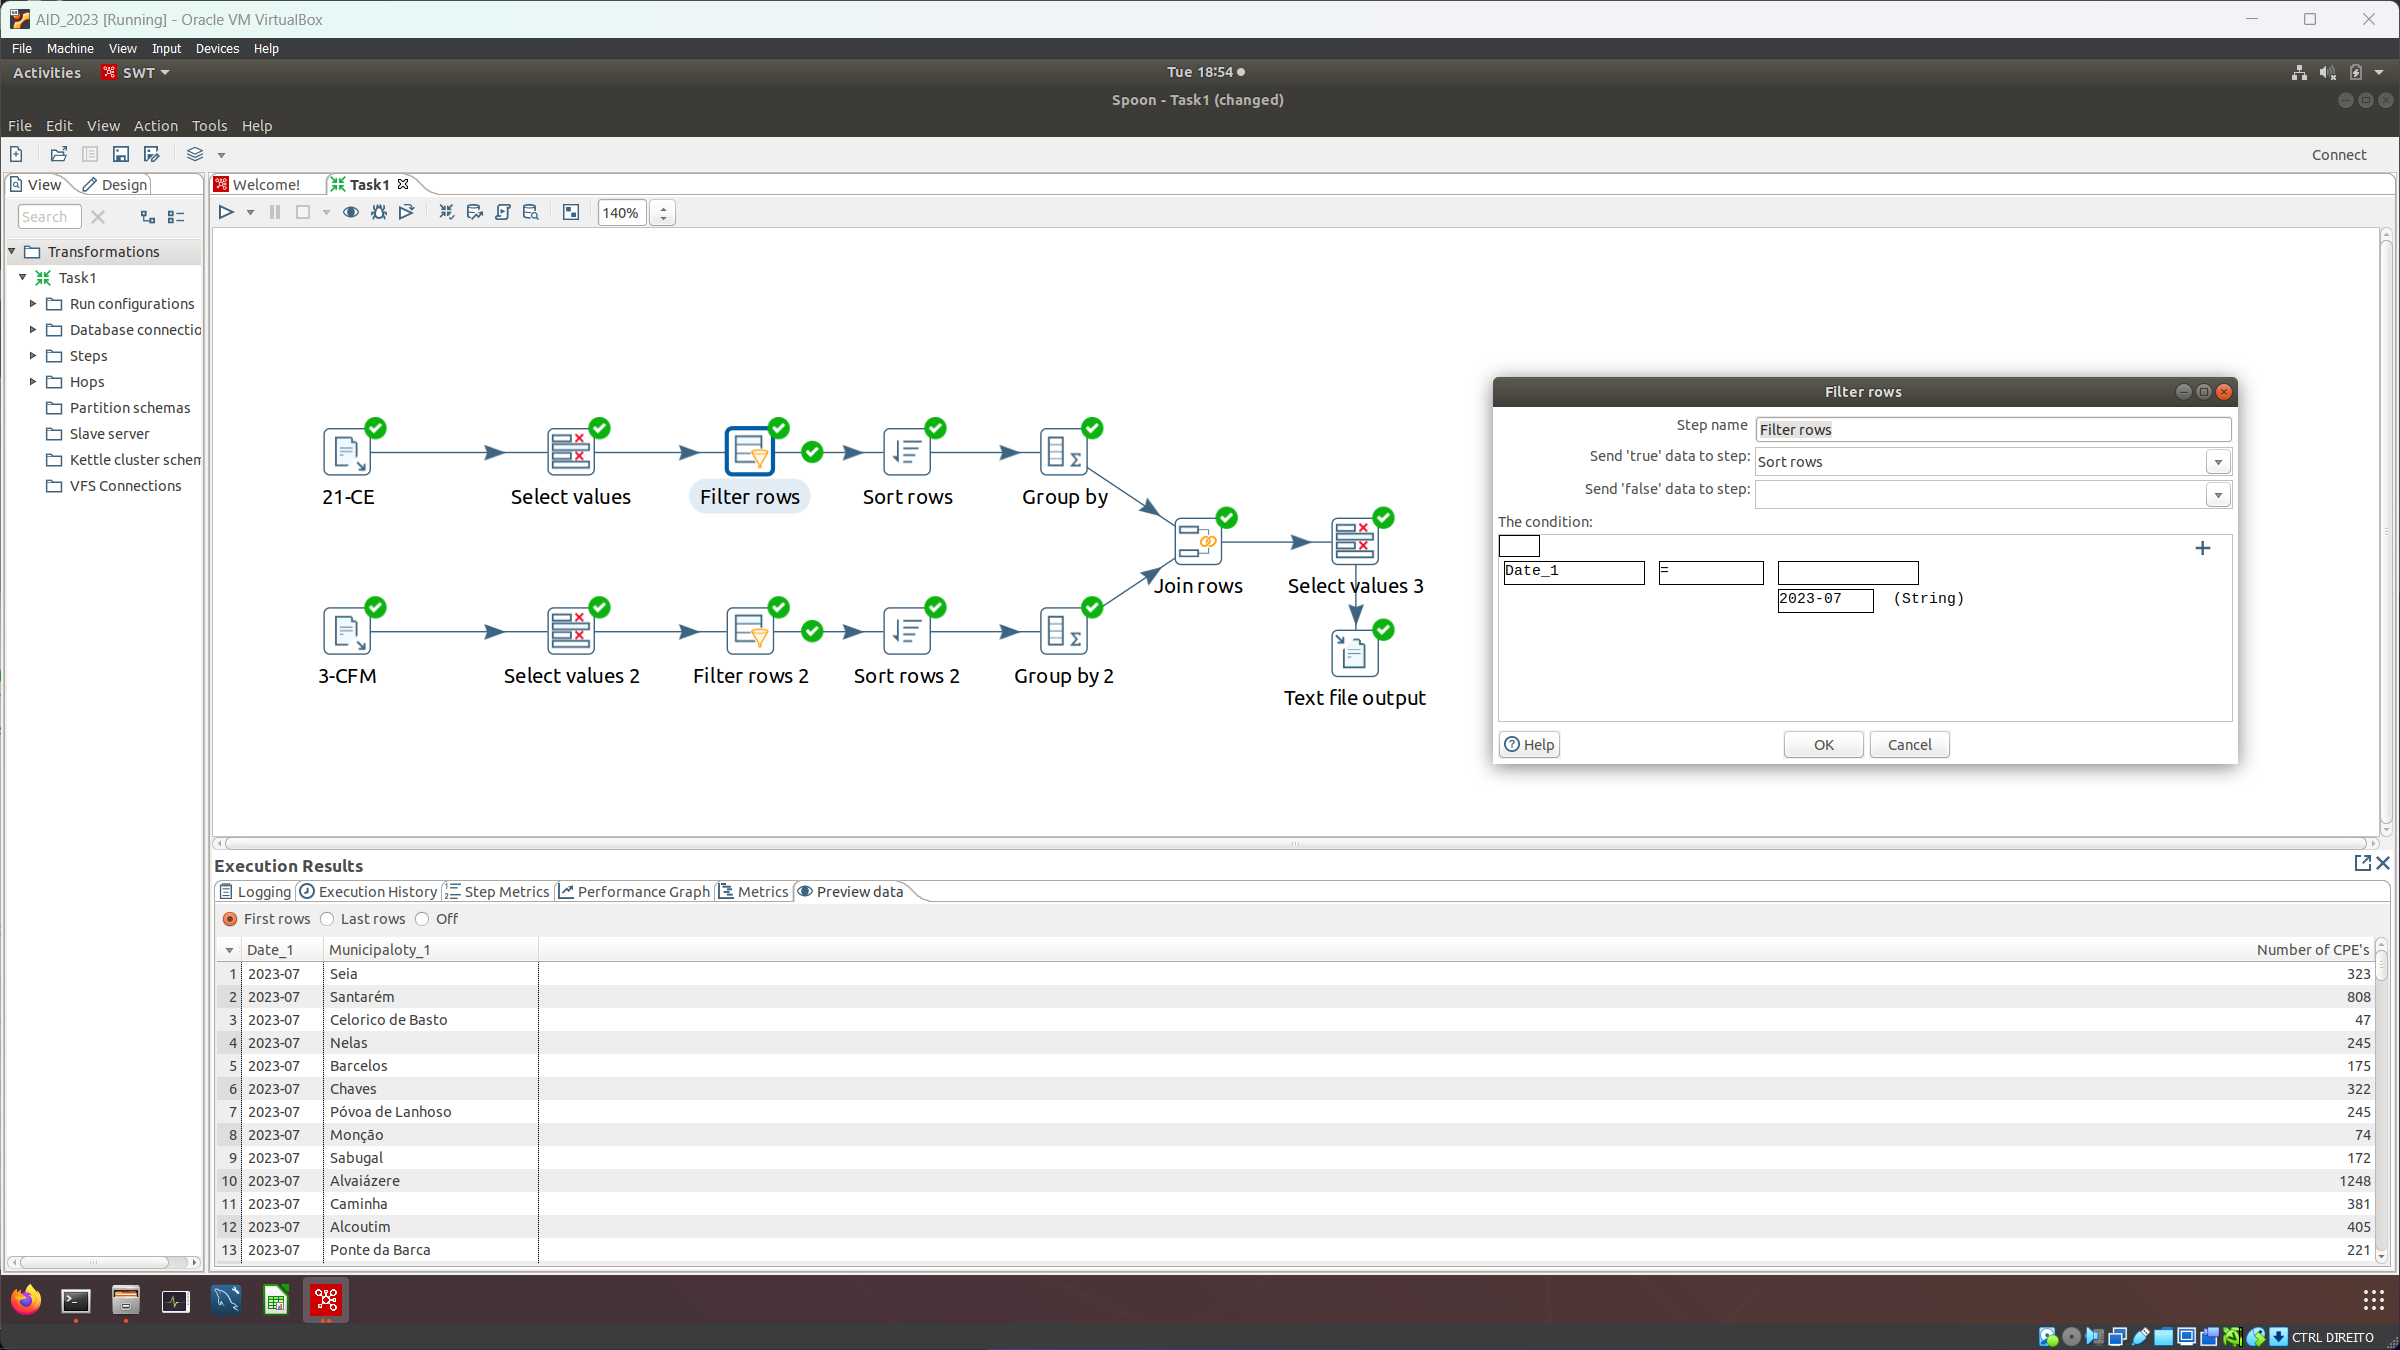 AID_2023 [Running] - Oracle VM VirtualBox
File Machine View Input Devices Help
Activities SWT Tue 18:54
Spoon - Task1 (changed)
File Edit View Action Tools Help
Connect
View Design Welcome! Task1
Search 140%
Transformations
Task1
Run configurations
Database connectio
Steps
Hops
Partition schemas
Slave server
Kettle cluster schem
VFS Connections
21-CE Select values Filter rows Sort rows Group by
Join rows Select values 3
3-CFM Select values 2 Filter rows 2 Sort rows 2 Group by 2
Text file output
Filter rows
Step name Filter rows
Send 'true' data to step: Sort rows
Send 'false' data to step:
The condition:
Date_1 =
2023-07 (String)
Help OK Cancel
Execution Results
Logging Execution History Step Metrics Performance Graph Metrics Preview data
First rows Last rows Off
Date_1 Municipaloty_1 Number of CPE's
1 2023-07 Seia 323
2 2023-07 Santarém 808
3 2023-07 Celorico de Basto 47
4 2023-07 Nelas 245
5 2023-07 Barcelos 175
6 2023-07 Chaves 322
7 2023-07 Póvoa de Lanhoso 245
8 2023-07 Monção 74
9 2023-07 Sabugal 172
10 2023-07 Alvaiázere 1248
11 2023-07 Caminha 381
12 2023-07 Alcoutim 405
13 2023-07 Ponte da Barca 221
CTRL DIREITO